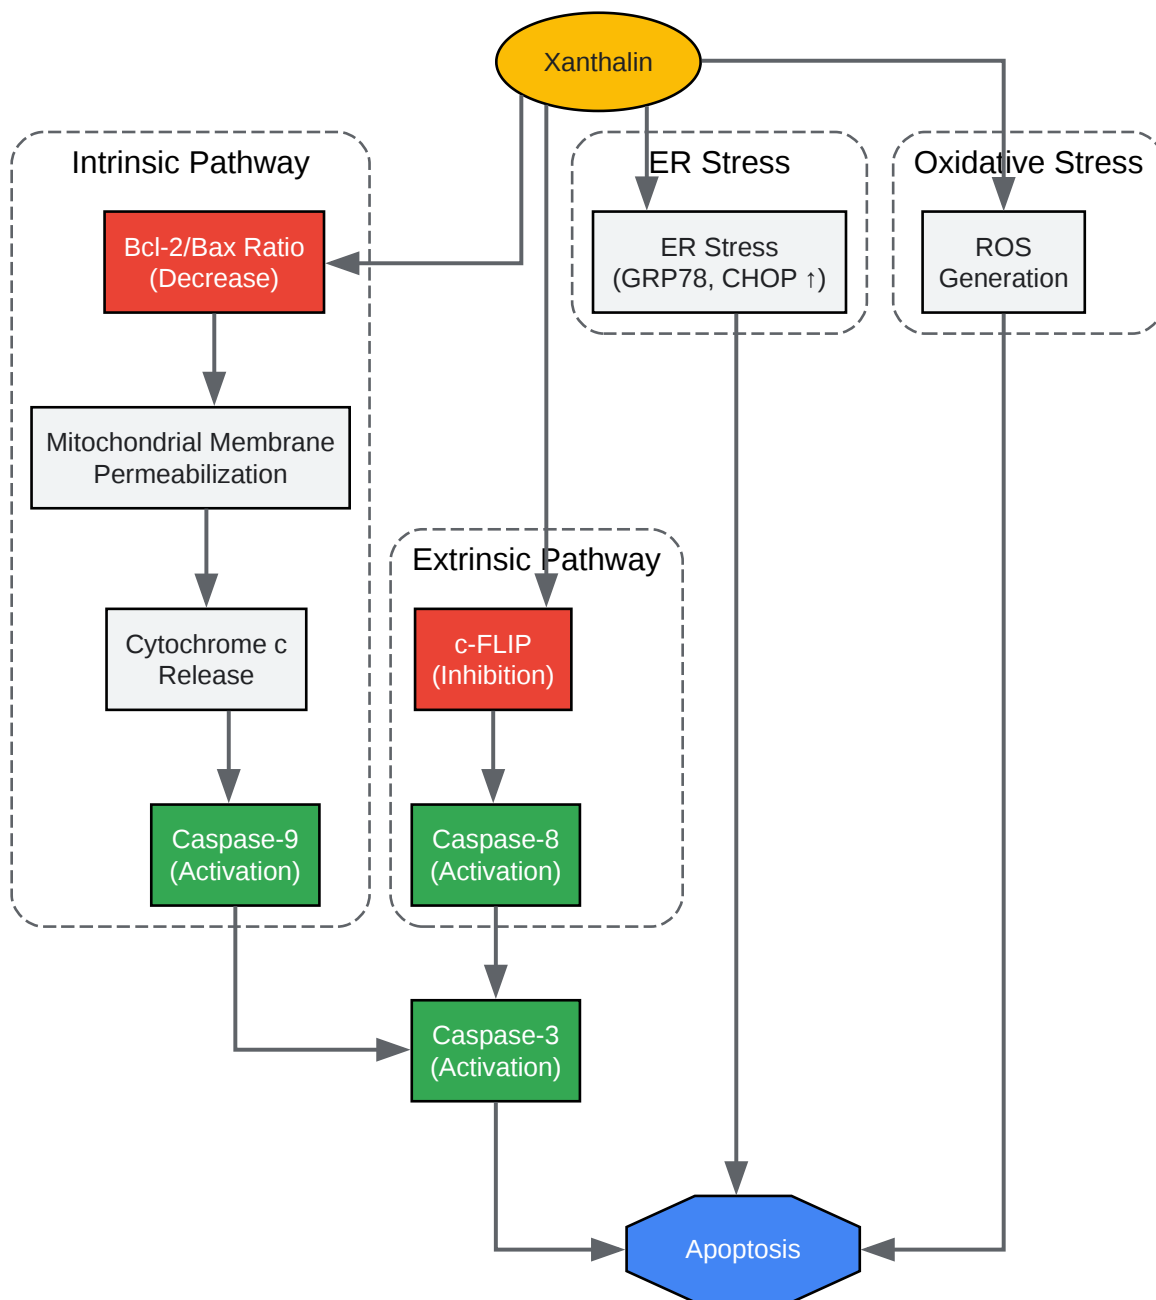 Xanthalin
Intrinsic Pathway
Bcl-2/Bax Ratio
(Decrease)
Mitochondrial Membrane
Permeabilization
Cytochrome c
Release
Caspase-9
(Activation)
Extrinsic Pathway
c-FLIP
(Inhibition)
Caspase-8
(Activation)
Caspase-3
(Activation)
ER Stress
ER Stress
(GRP78, CHOP ↑)
Oxidative Stress
ROS
Generation
Apoptosis